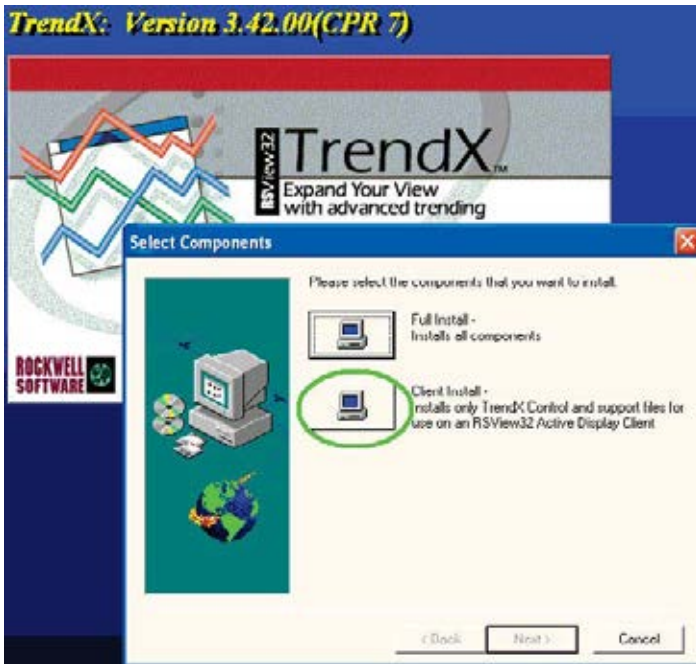 TrendX: Version 3.42.00(CPR 7)
RSView32
TrendX™
Expand Your View
with advanced trending
ROCKWELL
SOFTWARE
Select Components
Please select the components that you want to install.
Full Install -
Installs all components
Client Install -
Installs only TrendX Control and support files for
use on an RSView32 Active Display Client
< Back
Next >
Cancel